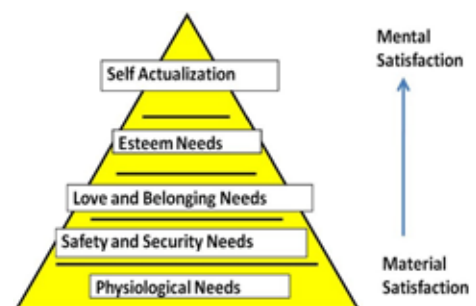 Mental
Satisfaction
Self Actualization
Esteem Needs
Love and Belonging Needs
Safety and Security Needs
Physiological Needs
Material
Satisfaction